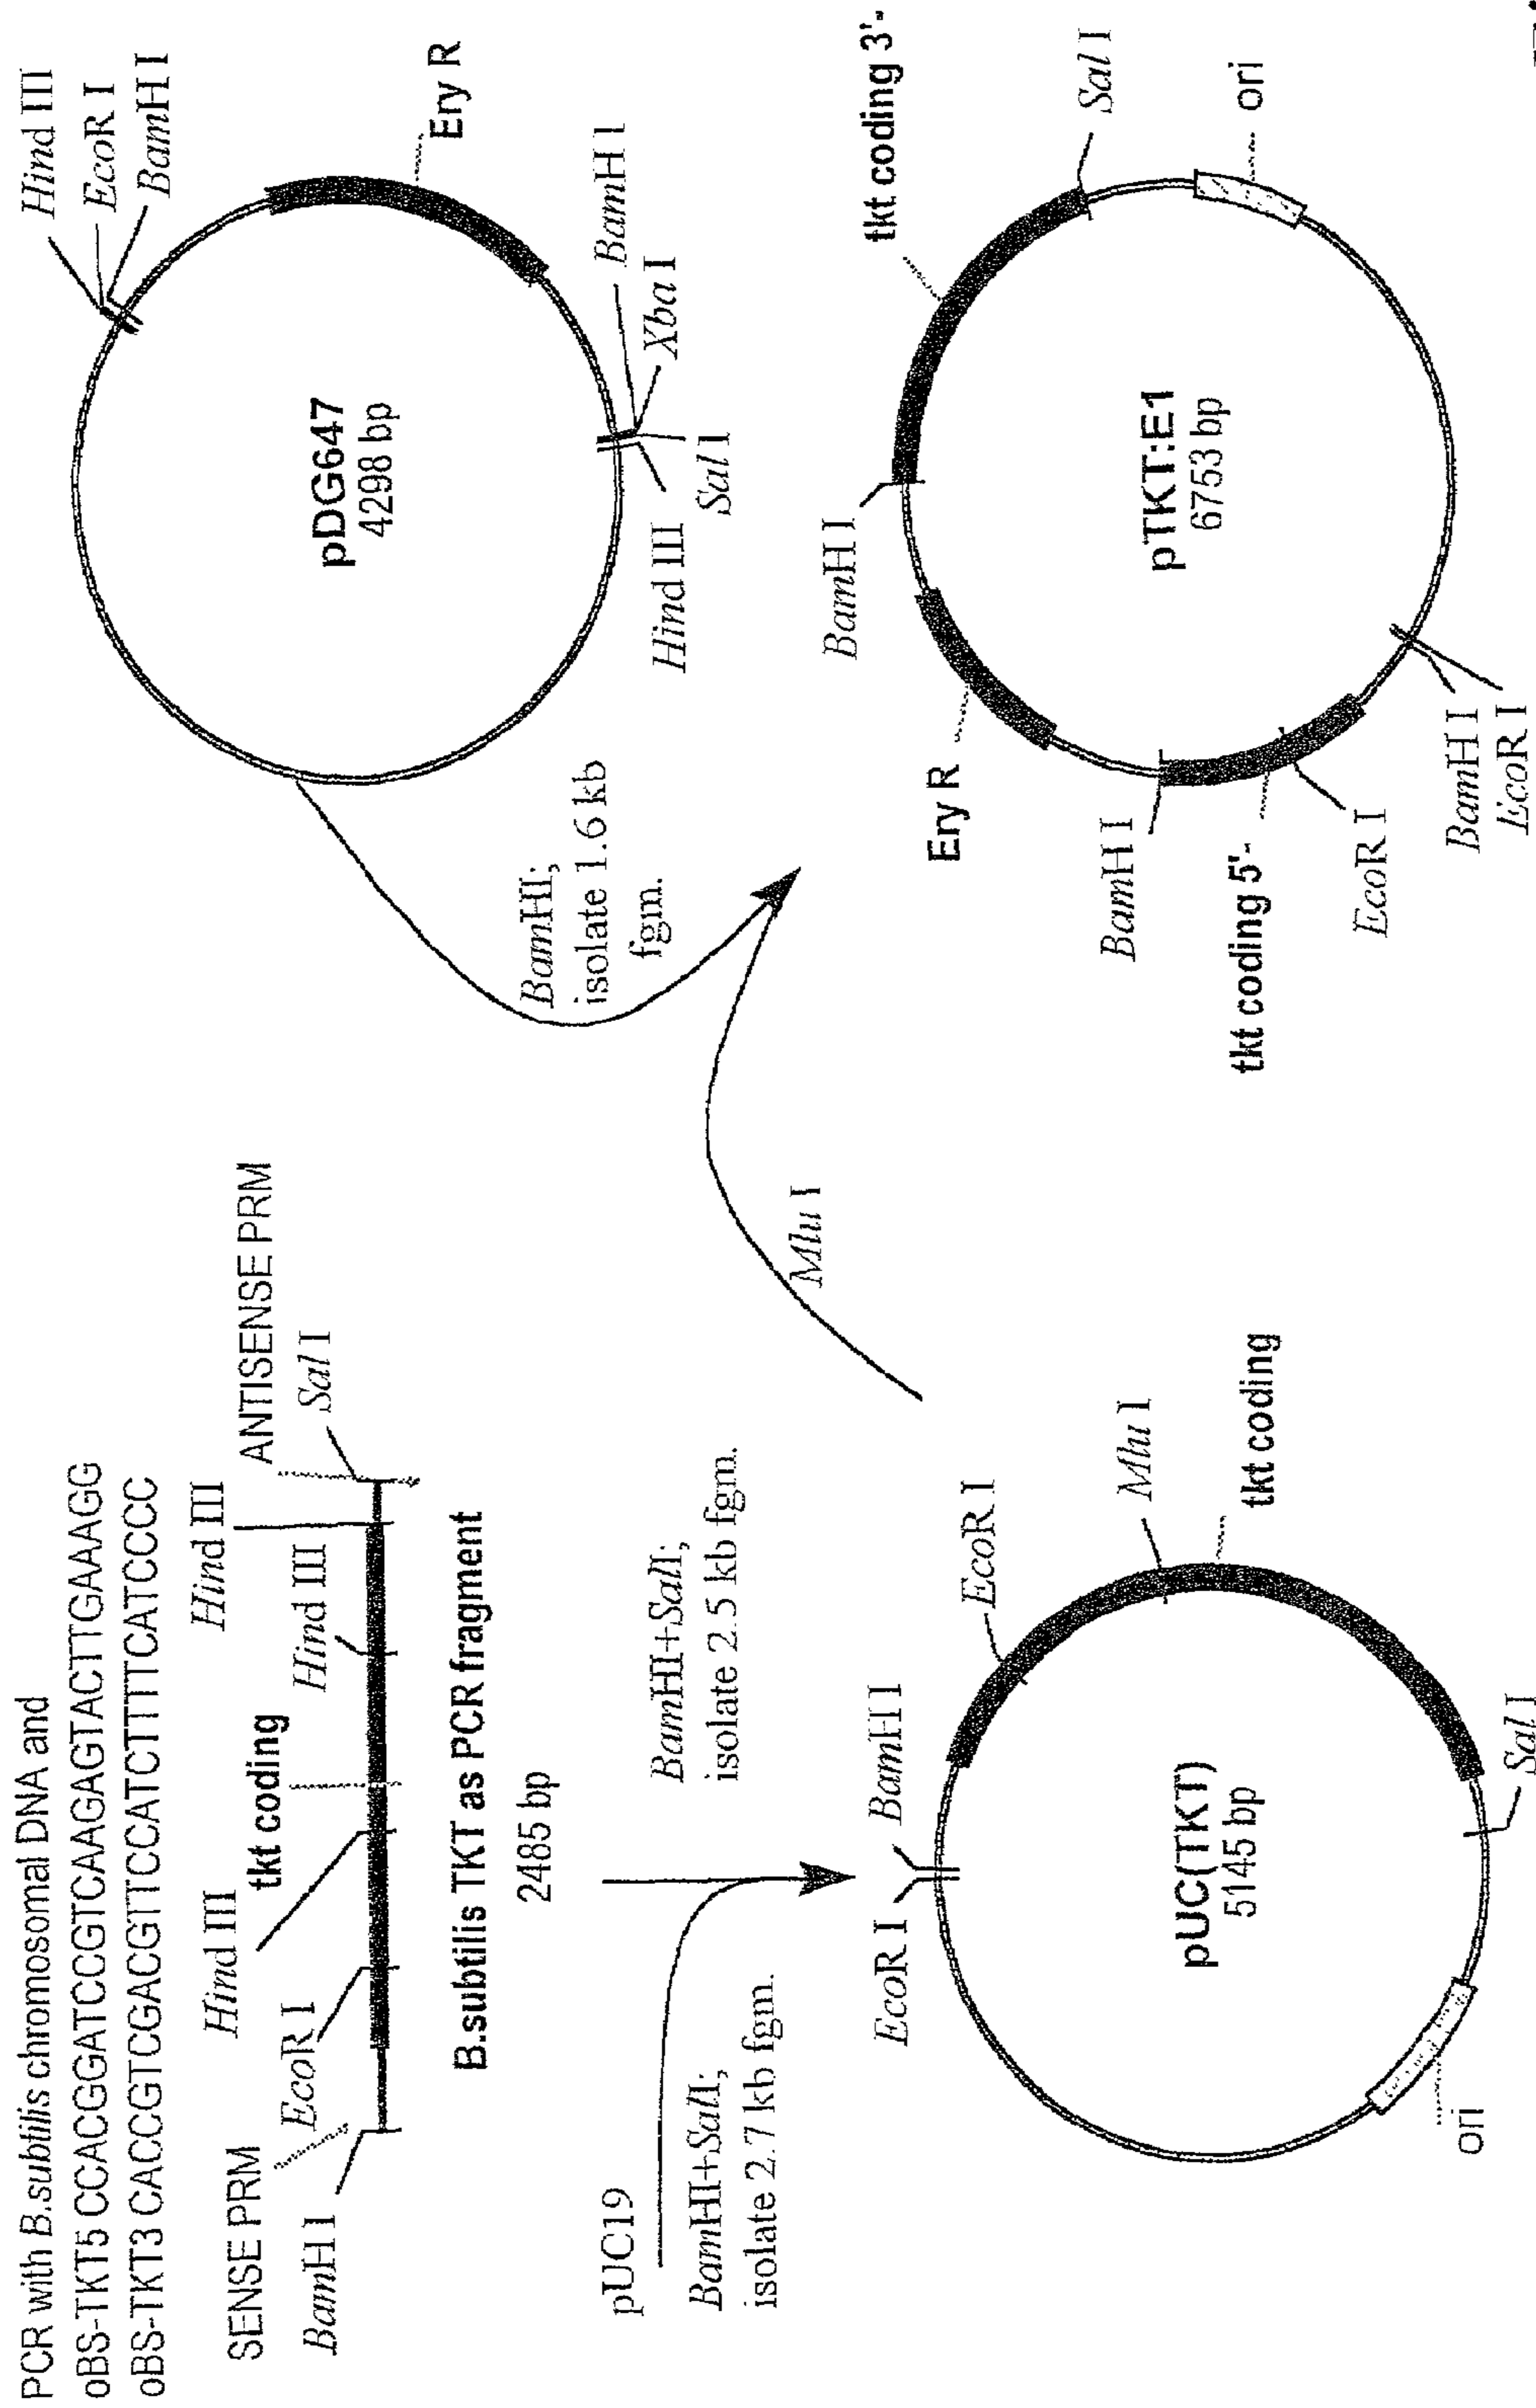 PCR with B.subtilis chromosomal DNA and
oBS-TKT5 CCACGGATCCGTCAAGAGTACTTGAAAGG
oBS-TKT3 CACCGTCGACGTTCCATCTTTTCATCCCC
SENSE PRM
BamH I
EcoR I
Hind III
tkt coding
Hind III
Hind III
ANTISENSE PRM
Sal I
B.subtilis TKT as PCR fragment
2485 bp
pUC19
BamHI+SalI;
isolate 2.7 kb fgm.
BamHI+SalI;
isolate 2.5 kb fgm.
EcoR I
BamH I
EcoR I
Mlu I
tkt coding
Sal I
ori
pUC(TKT)
5145 bp
Mlu I
Hind III
EcoR I
BamH I
Ery R
BamH I
Xba I
Sal I
Hind III
pDG647
4298 bp
BamHI;
isolate 1.6 kb
fgm.
BamH I
tkt coding 3'-
Sal I
ori
Ery R
BamH I
tkt coding 5'-
EcoR I
BamH I
EcoR I
pTKT:E1
6753 bp